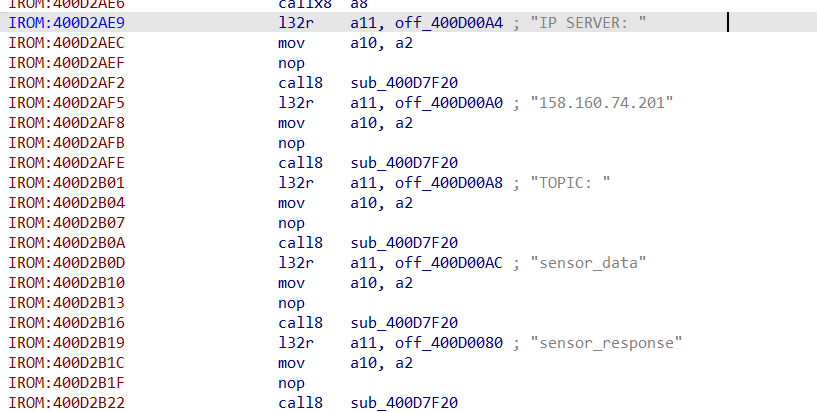 IROM:400D2AE6 callx8 a8
IROM:400D2AE9 l32r a11, off_400D00A4 ; "IP SERVER: "
IROM:400D2AEC mov a10, a2
IROM:400D2AEF nop
IROM:400D2AF2 call8 sub_400D7F20
IROM:400D2AF5 l32r a11, off_400D00A0 ; "158.160.74.201"
IROM:400D2AF8 mov a10, a2
IROM:400D2AFB nop
IROM:400D2AFE call8 sub_400D7F20
IROM:400D2B01 l32r a11, off_400D00A8 ; "TOPIC: "
IROM:400D2B04 mov a10, a2
IROM:400D2B07 nop
IROM:400D2B0A call8 sub_400D7F20
IROM:400D2B0D l32r a11, off_400D00AC ; "sensor_data"
IROM:400D2B10 mov a10, a2
IROM:400D2B13 nop
IROM:400D2B16 call8 sub_400D7F20
IROM:400D2B19 l32r a11, off_400D0080 ; "sensor_response"
IROM:400D2B1C mov a10, a2
IROM:400D2B1F nop
IROM:400D2B22 call8 sub_400D7F20